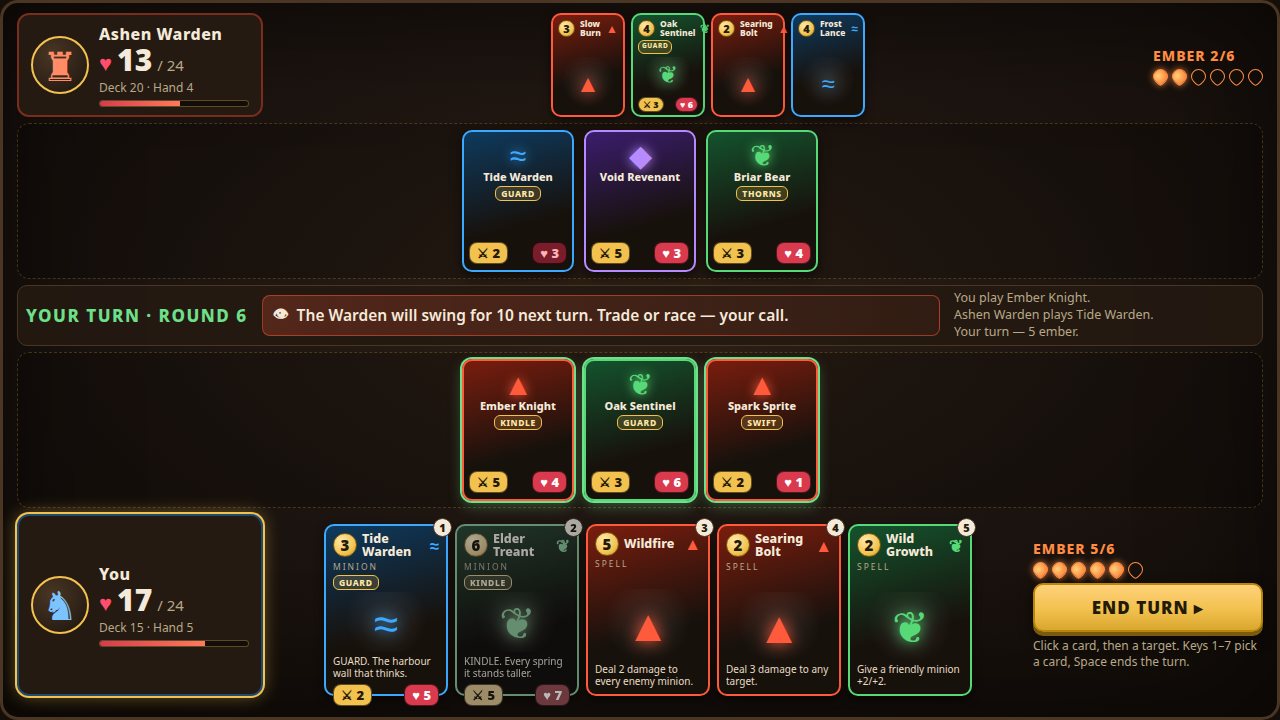 Ashen Warden
♥ 13 / 24
Deck 20 · Hand 4
3 Slow Burn
4 Oak Sentinel
GUARD
3 6
2 Searing Bolt
4 Frost Lance
EMBER 2/6
Tide Warden
GUARD
2 3
Void Revenant
5 3
Briar Bear
THORNS
3 4
YOUR TURN · ROUND 6
The Warden will swing for 10 next turn. Trade or race — your call.
You play Ember Knight.
Ashen Warden plays Tide Warden.
Your turn — 5 ember.
Ember Knight
KINDLE
5 4
Oak Sentinel
GUARD
3 6
Spark Sprite
SWIFT
2 1
You
♥ 17 / 24
Deck 15 · Hand 5
1
3 Tide Warden
MINION
GUARD
GUARD. The harbour
wall that thinks.
2 5
2
6 Elder Treant
MINION
KINDLE
KINDLE. Every spring
it stands taller.
5 7
3
5 Wildfire
SPELL
Deal 2 damage to
every enemy minion.
4
2 Searing Bolt
SPELL
Deal 3 damage to any
target.
5
2 Wild Growth
SPELL
Give a friendly minion
+2/+2.
EMBER 5/6
END TURN ▸
Click a card, then a target. Keys 1–7 pick
a card, Space ends the turn.